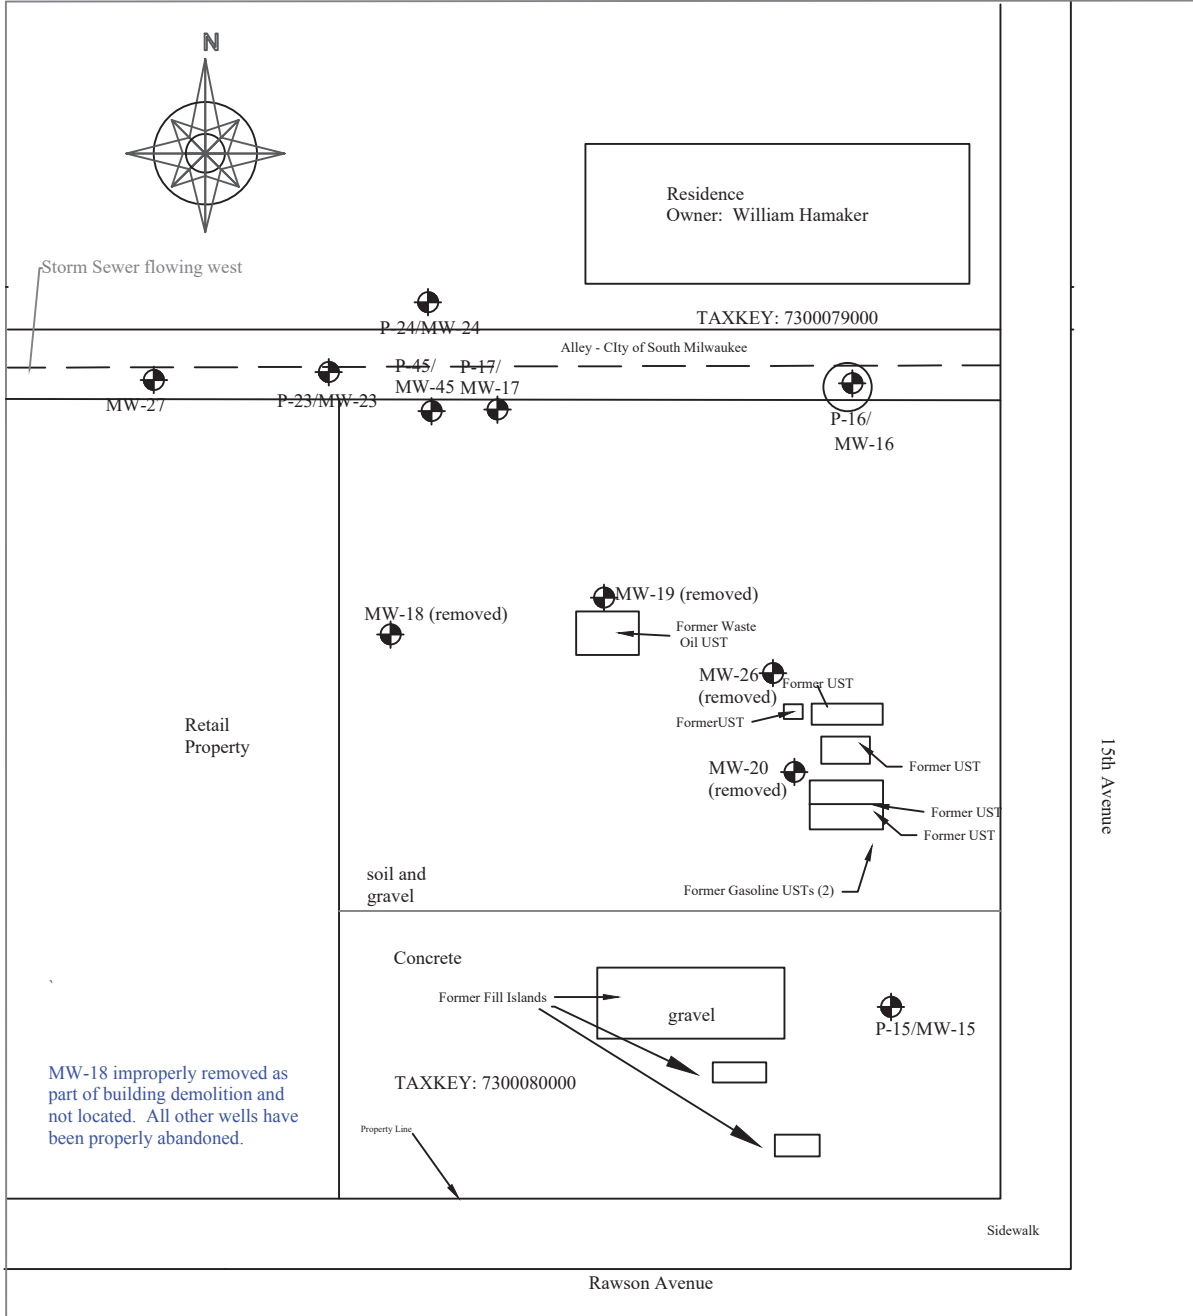 N
Residence
Owner:  William Hamaker
Storm Sewer flowing west
P-24/MW-24
TAXKEY: 7300079000
Alley - CIty of South Milwaukee
P-45/
MW-45
P-17/
MW-17
MW-27
P-23/MW-23
P-16/
MW-16
MW-19 (removed)
MW-18 (removed)
Former Waste
Oil UST
MW-26
(removed)
Former UST
FormerUST
Retail
Property
15th Avenue
Former UST
MW-20
(removed)
Former UST
Former UST
soil and
gravel
Former Gasoline USTs (2)
Concrete
Former Fill Islands
gravel
P-15/MW-15
MW-18 improperly removed as
part of building demolition and
not located.  All other wells have
been properly abandoned.
TAXKEY: 7300080000
Property Line
Sidewalk
Rawson Avenue